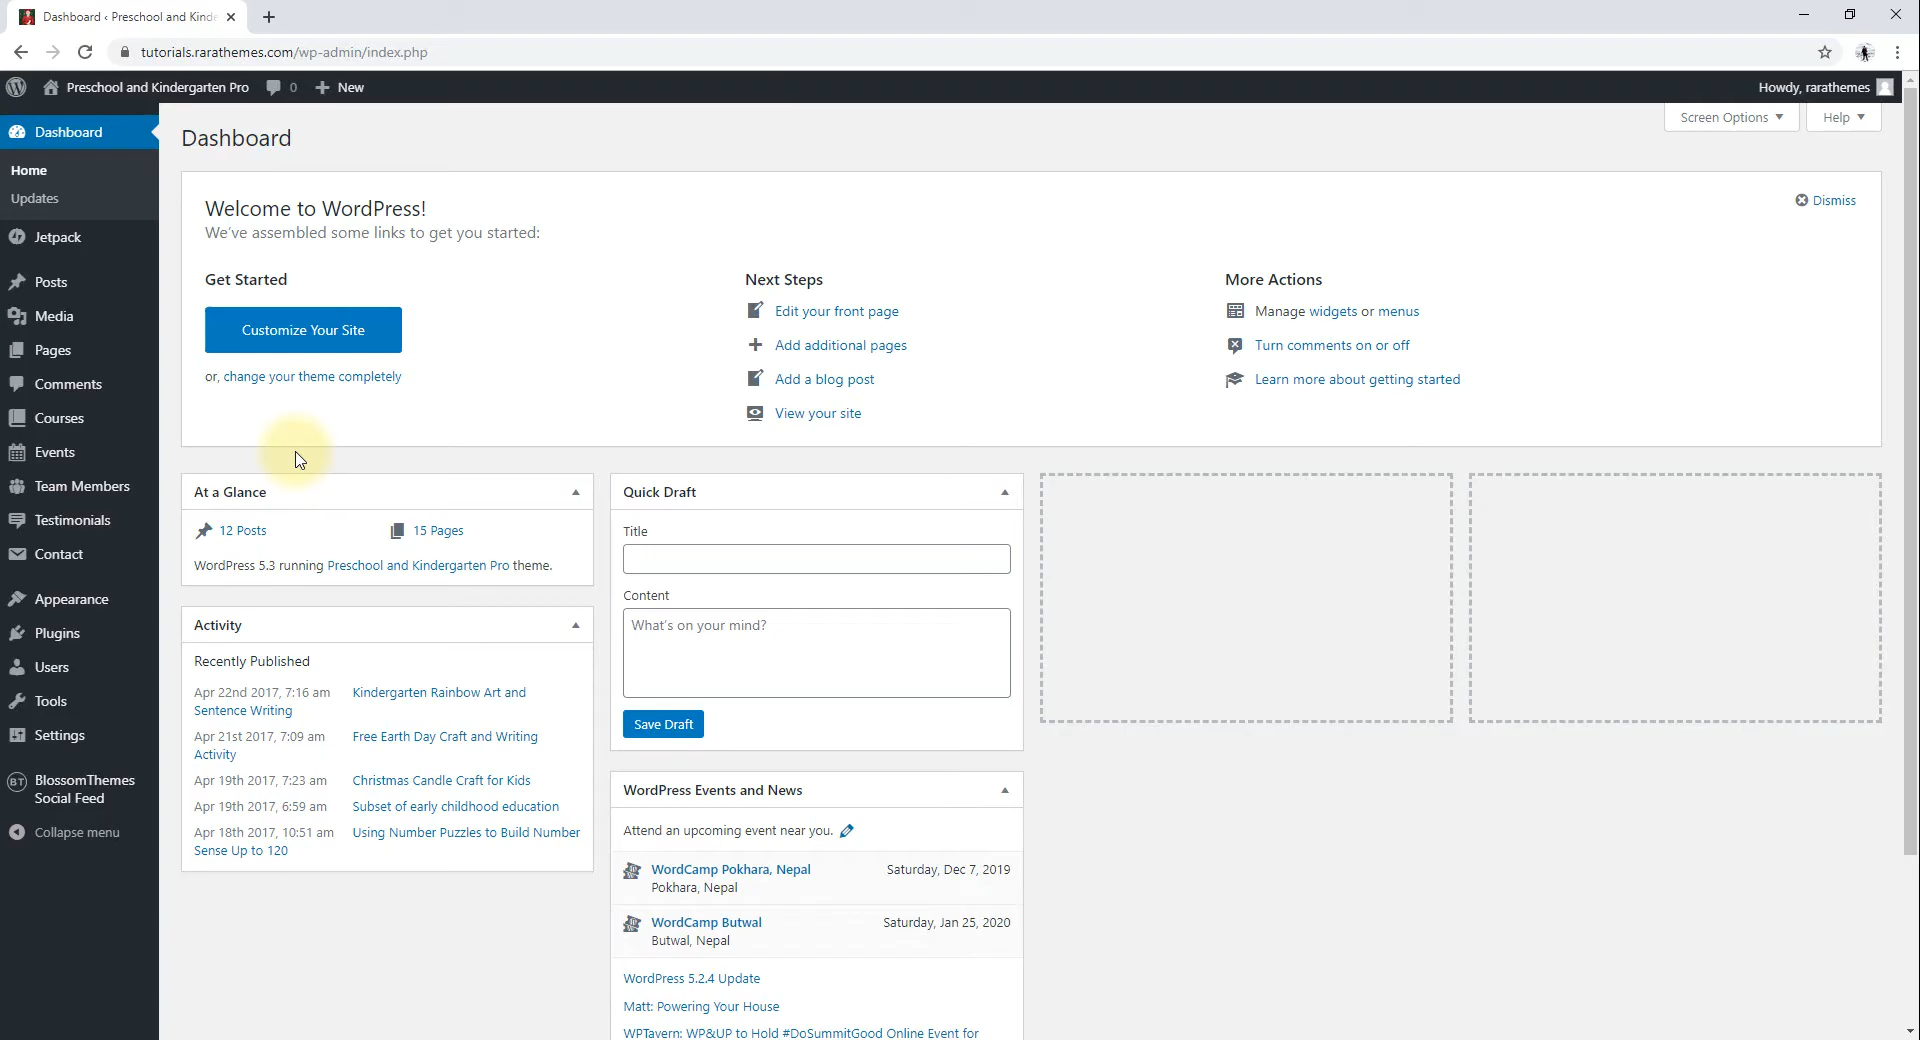 Dashboard ‹ Preschool and Kinde
tutorials.rarathemes.com/wp-admin/index.php
Preschool and Kindergarten Pro
0
New
Howdy, rarathemes
Dashboard
Home
Updates
Jetpack
Posts
Media
Pages
Comments
Courses
Events
Team Members
Testimonials
Contact
Appearance
Plugins
Users
Tools
Settings
BT
BlossomThemes
Social Feed
Collapse menu
Dashboard
Screen Options
Help
Welcome to WordPress!
Dismiss
We've assembled some links to get you started:
Get Started
Customize Your Site
or, change your theme completely
Next Steps
Edit your front page
Add additional pages
Add a blog post
View your site
More Actions
Manage widgets or menus
Turn comments on or off
Learn more about getting started
At a Glance
12 Posts
15 Pages
WordPress 5.3 running Preschool and Kindergarten Pro theme.
Activity
Recently Published
Apr 22nd 2017, 7:16 am Kindergarten Rainbow Art and
Sentence Writing
Apr 21st 2017, 7:09 am Free Earth Day Craft and Writing
Activity
Apr 19th 2017, 7:23 am Christmas Candle Craft for Kids
Apr 19th 2017, 6:59 am Subset of early childhood education
Apr 18th 2017, 10:51 am Using Number Puzzles to Build Number
Sense Up to 120
Quick Draft
Title
Content
What's on your mind?
Save Draft
WordPress Events and News
Attend an upcoming event near you.
WordCamp Pokhara, Nepal Saturday, Dec 7, 2019
Pokhara, Nepal
WordCamp Butwal Saturday, Jan 25, 2020
Butwal, Nepal
WordPress 5.2.4 Update
Matt: Powering Your House
WPTavern: WP&UP to Hold #DoSummitGood Online Event for